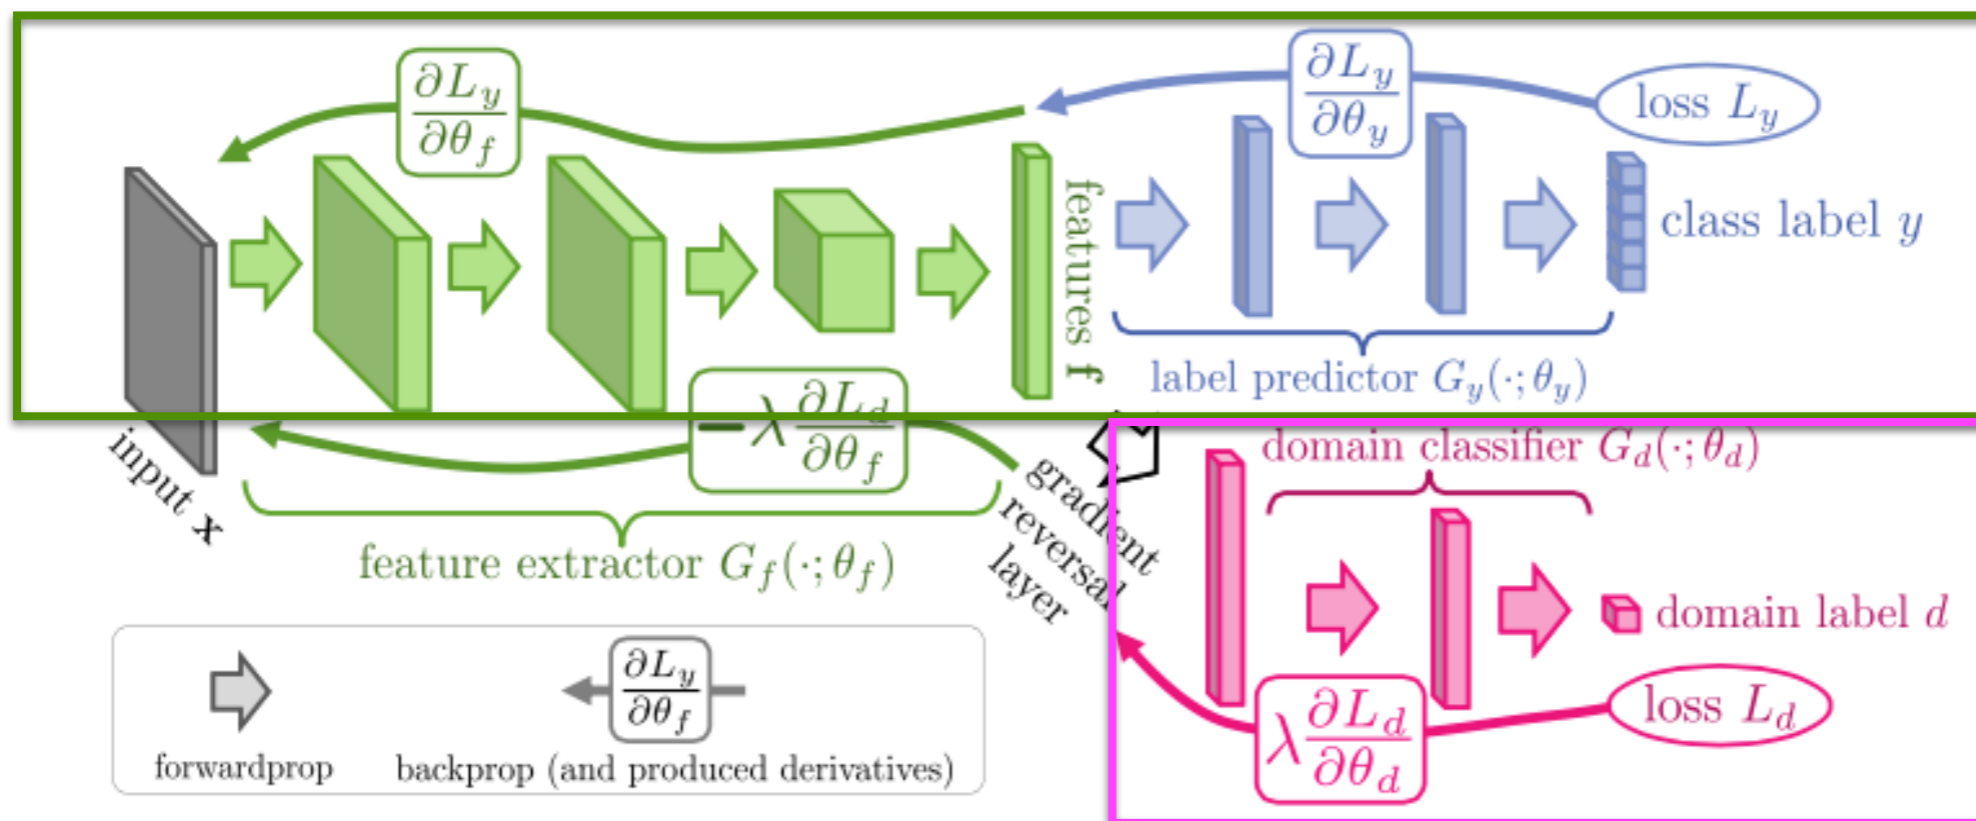 ∂L_y/∂θ_f
∂L_y/∂θ_y
loss L_y
features f
class label y
label predictor G_y(·;θ_y)
−λ ∂L_d/∂θ_f
input x
gradient
reversal
layer
feature extractor G_f(·;θ_f)
domain classifier G_d(·;θ_d)
domain label d
loss L_d
λ ∂L_d/∂θ_d
∂L_y/∂θ_f
forwardprop
backprop (and produced derivatives)